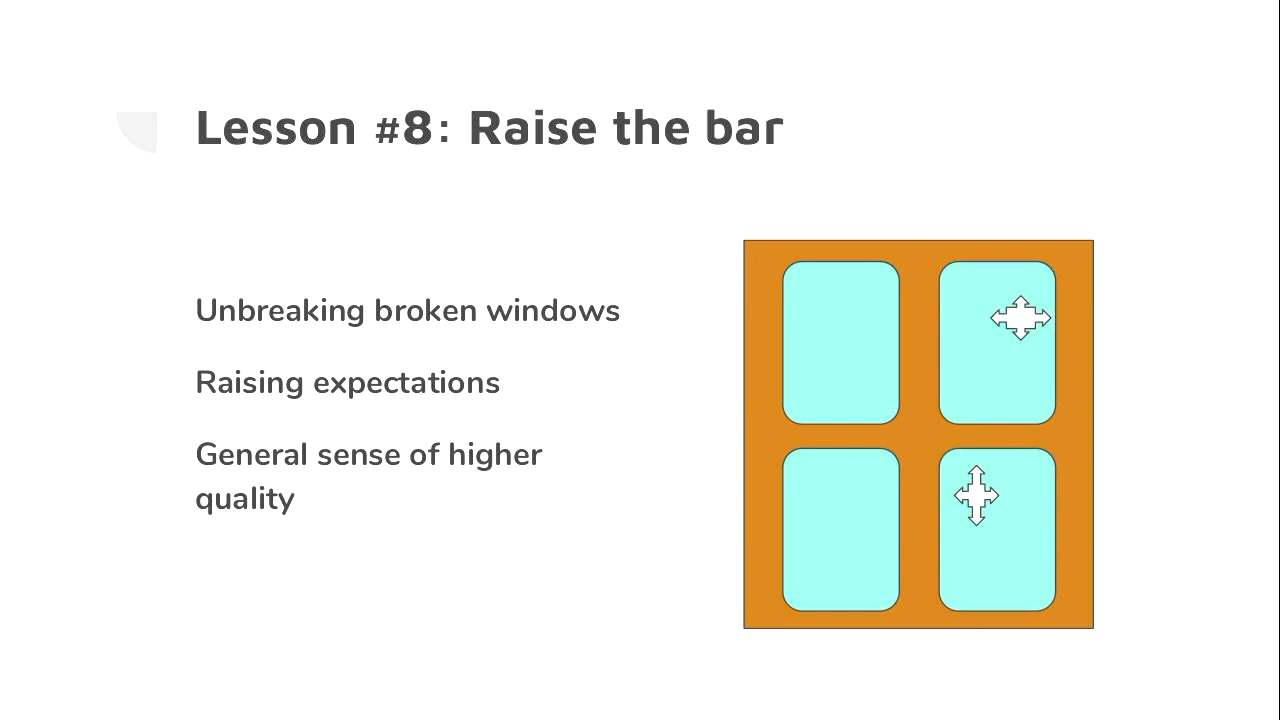 Lesson #8: Raise the bar
Unbreaking broken windows
Raising expectations
General sense of higher
quality